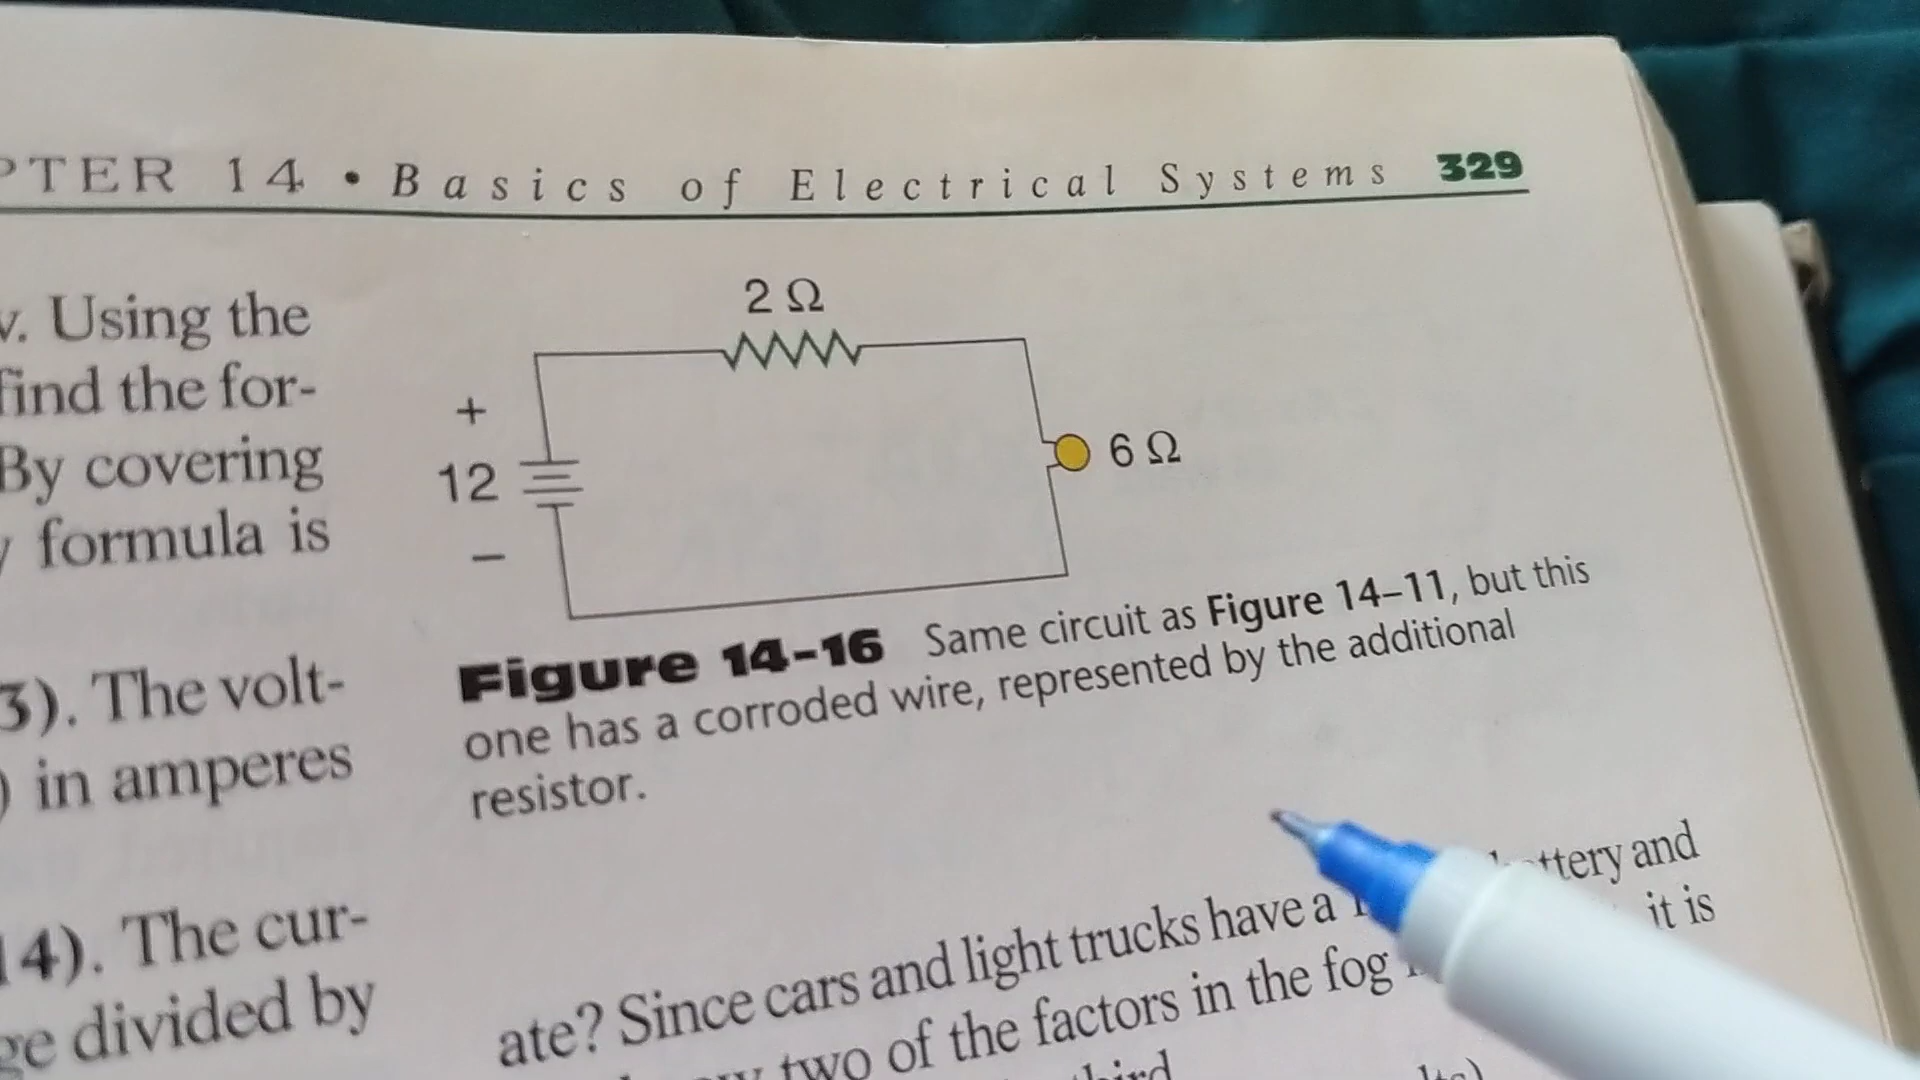 PTER 14 • Basics of Electrical Systems 329
v. Using the
find the for-
By covering
formula is
3). The volt-
) in amperes
14). The cur-
ge divided by
2 Ω
+
12
6 Ω
−
Figure 14-16 Same circuit as Figure 14–11, but this
one has a corroded wire, represented by the additional
resistor.
ate? Since cars and light trucks have a
and
it is
two of the factors in the fog